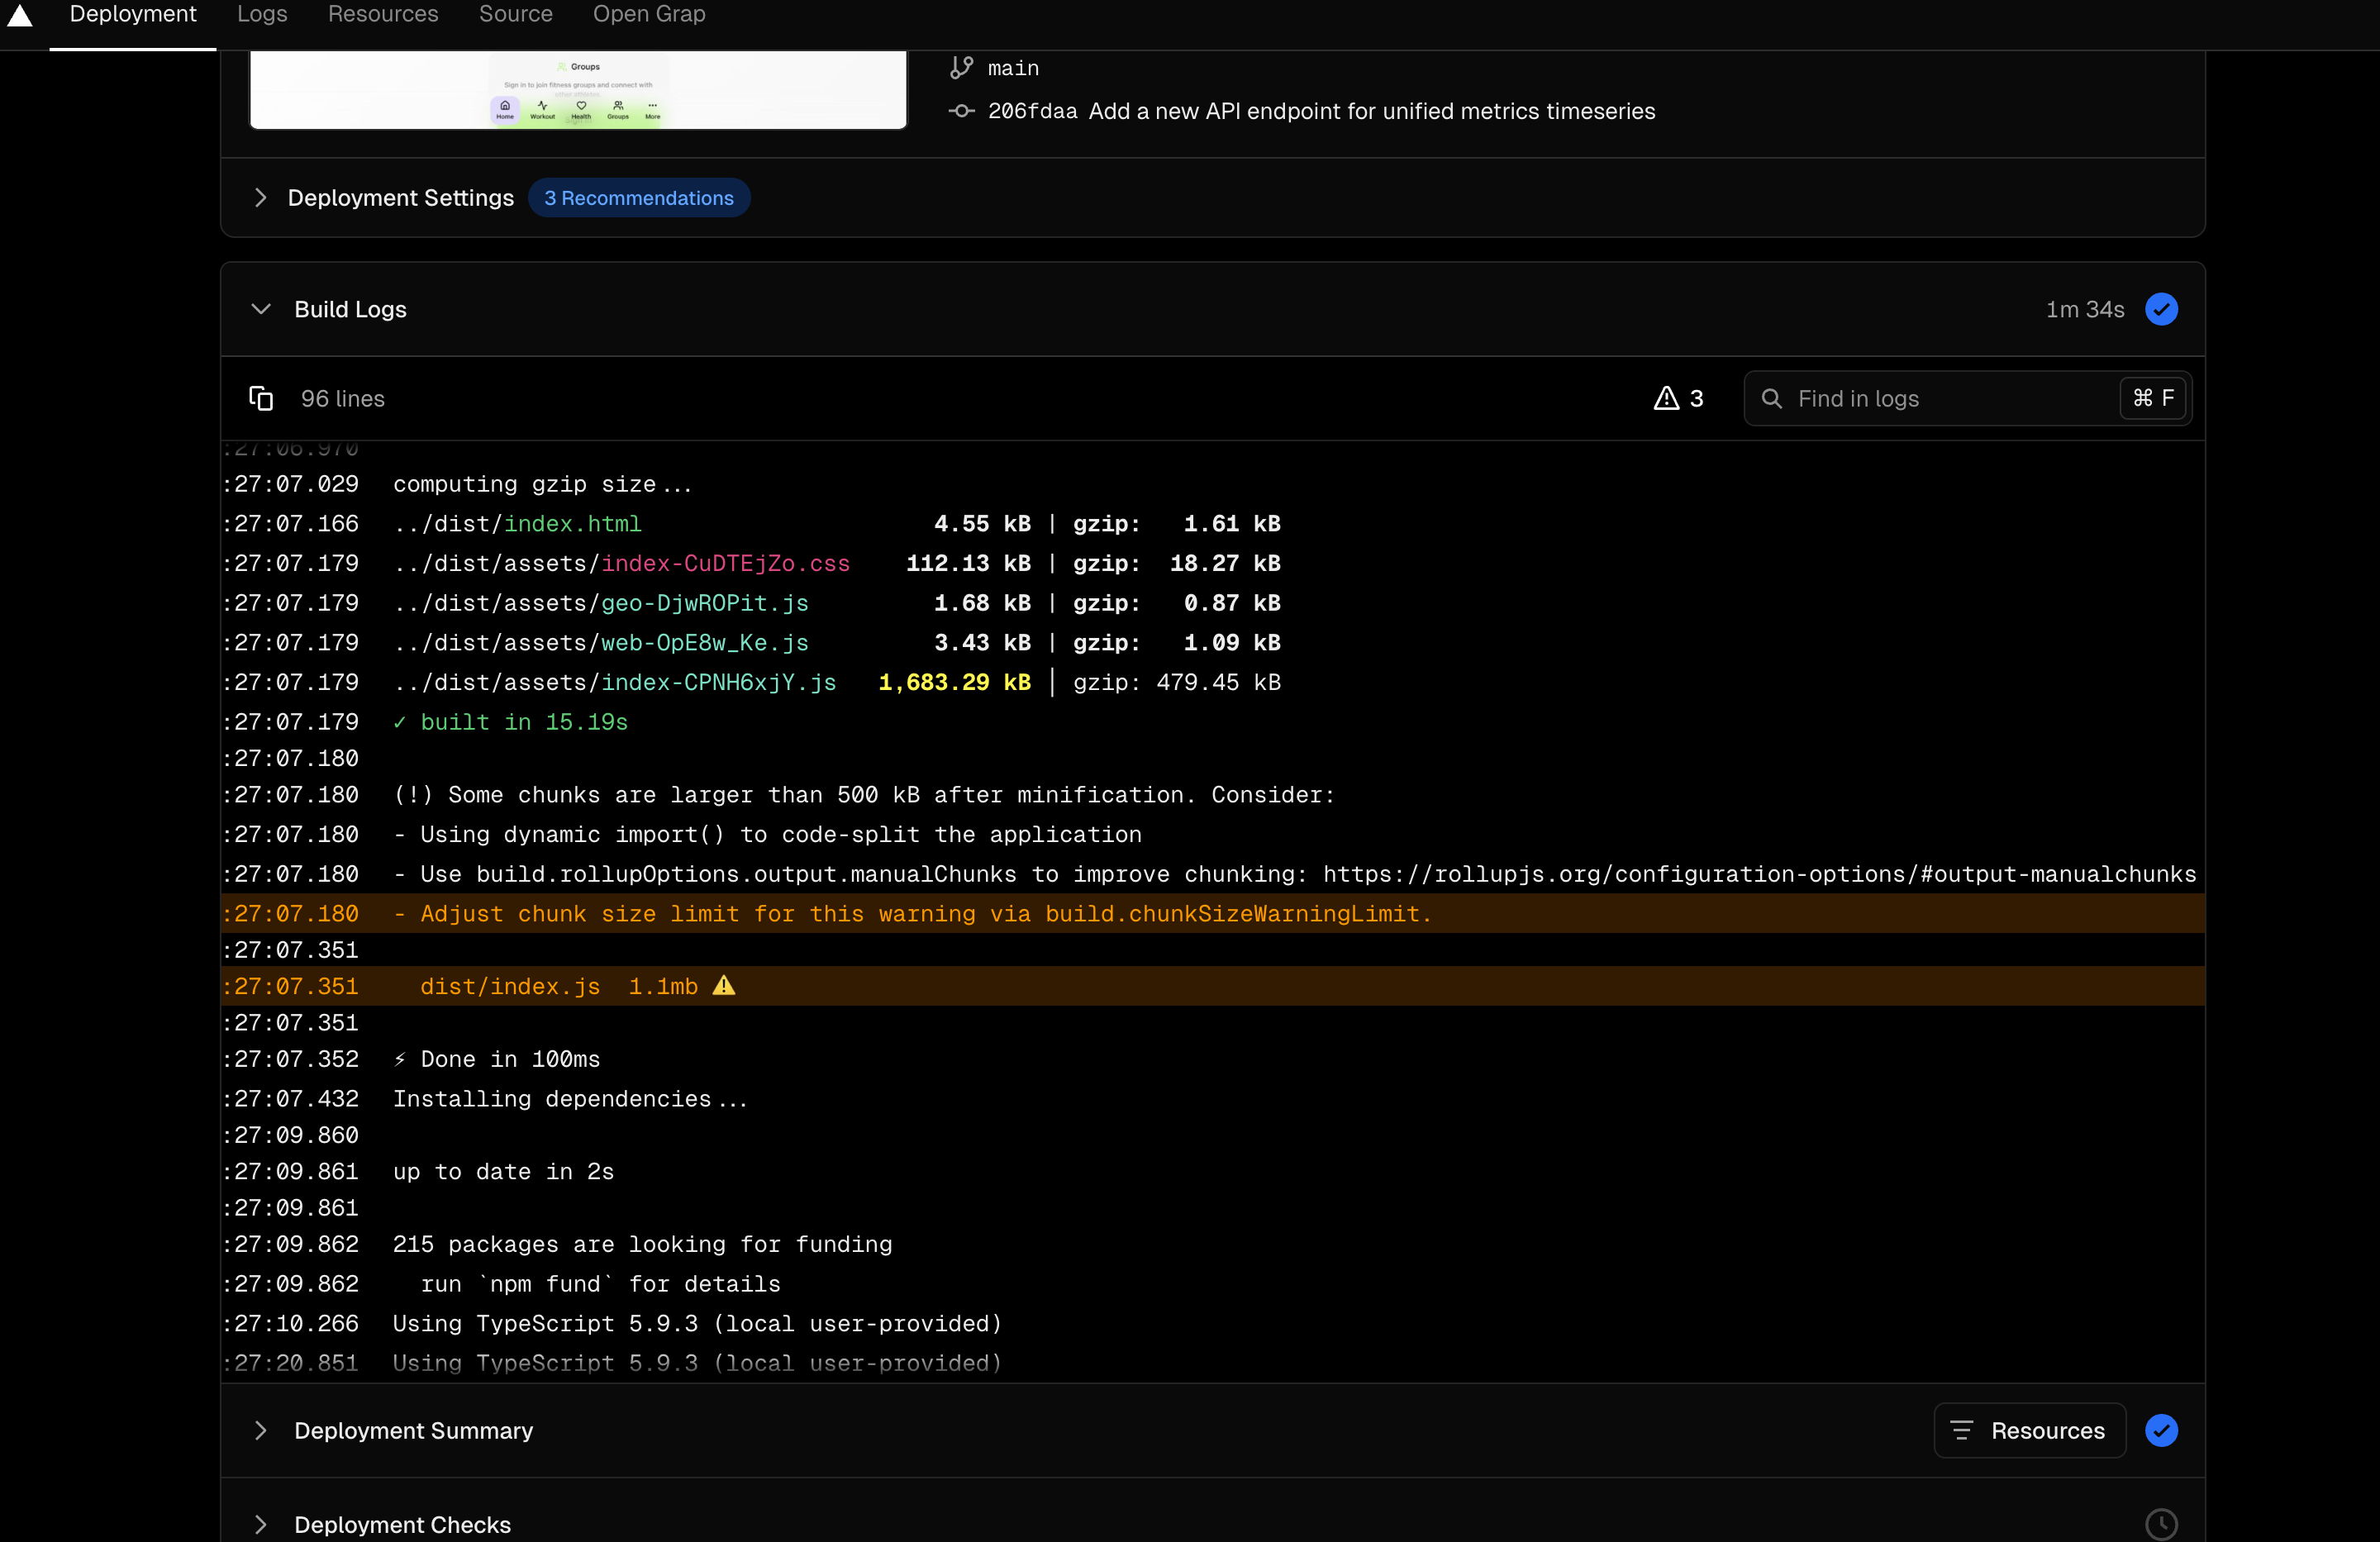 Deployment Logs Resources Source Open Grap
Groups
Sign in to join fitness groups and connect with
other athletes
Home Workout Health Groups More
main
206fdaa Add a new API endpoint for unified metrics timeseries
Deployment Settings 3 Recommendations
Build Logs 1m 34s
96 lines 3 Find in logs ⌘ F
:27:06.970
:27:07.029 computing gzip size...
:27:07.166 ../dist/index.html 4.55 kB | gzip: 1.61 kB
:27:07.179 ../dist/assets/index-CuDTEjZo.css 112.13 kB | gzip: 18.27 kB
:27:07.179 ../dist/assets/geo-DjwROPit.js 1.68 kB | gzip: 0.87 kB
:27:07.179 ../dist/assets/web-OpE8w_Ke.js 3.43 kB | gzip: 1.09 kB
:27:07.179 ../dist/assets/index-CPNH6xjY.js 1,683.29 kB │ gzip: 479.45 kB
:27:07.179 ✓ built in 15.19s
:27:07.180
:27:07.180 (!) Some chunks are larger than 500 kB after minification. Consider:
:27:07.180 - Using dynamic import() to code-split the application
:27:07.180 - Use build.rollupOptions.output.manualChunks to improve chunking: https://rollupjs.org/configuration-options/#output-manualchunks
:27:07.180 - Adjust chunk size limit for this warning via build.chunkSizeWarningLimit.
:27:07.351
:27:07.351 dist/index.js 1.1mb ⚠️
:27:07.351
:27:07.352 ⚡ Done in 100ms
:27:07.432 Installing dependencies...
:27:09.860
:27:09.861 up to date in 2s
:27:09.861
:27:09.862 215 packages are looking for funding
:27:09.862 run `npm fund` for details
:27:10.266 Using TypeScript 5.9.3 (local user-provided)
:27:20.851 Using TypeScript 5.9.3 (local user-provided)
Deployment Summary Resources
Deployment Checks